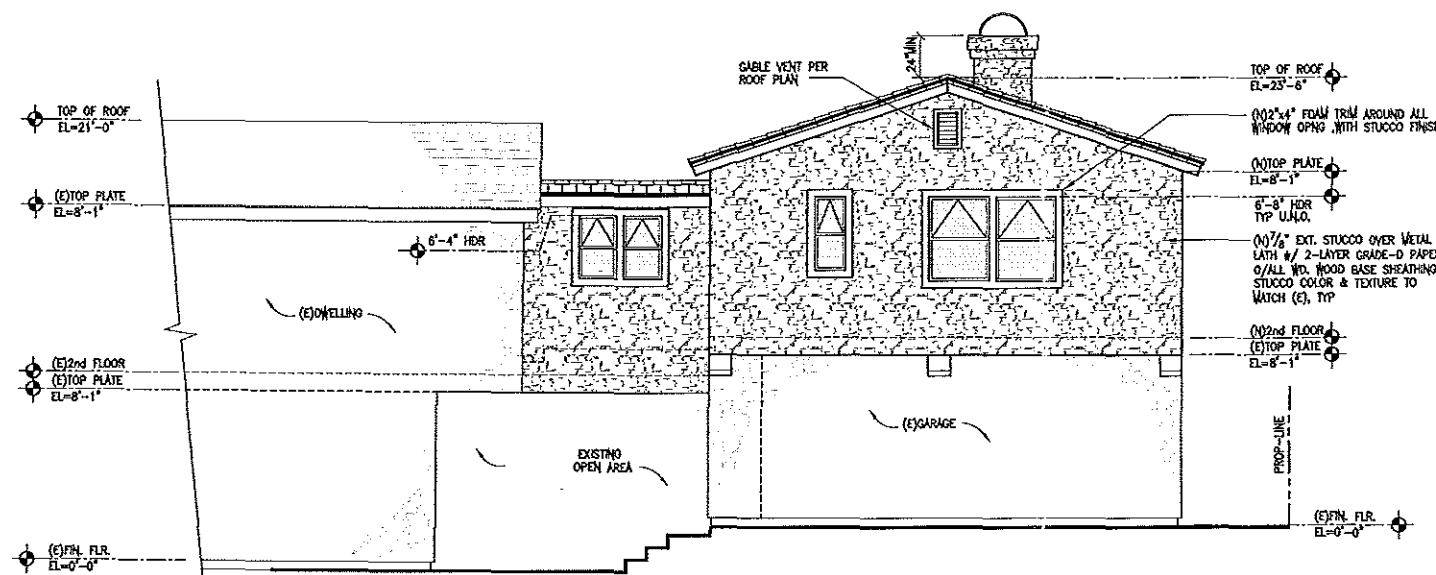 24" MIN.
GABLE VENT PER
ROOF PLAN
TOP OF ROOF
EL=21'-0"
(E)TOP PLATE
EL=8'-1"
6'-4" HDR
(E)DWELLING
(E)2nd FLOOR
(E)TOP PLATE
EL=8'-1"
EXISTING
OPEN AREA
(E)FIN. FLR.
EL=0'-0"
(E)GARAGE
TOP OF ROOF
EL=23'-6"
(N)2"x4" FOAM TRIM AROUND ALL
WINDOW OPNG ,WITH STUCCO FINIS
(N)TOP PLATE
EL=8'-1"
6'-8" HDR
TYP U.N.O.
(N)7/8" EXT. STUCCO OVER METAL
LATH w/ 2-LAYER GRADE-D PAPE
O/ALL WD. WOOD BASE SHEATHING
STUCCO COLOR & TEXTURE TO
MATCH (E), TYP
(N)2nd FLOOR
(E)TOP PLATE
EL=8'-1"
PROP-LINE
(E)FIN. FLR.
EL=0'-0"